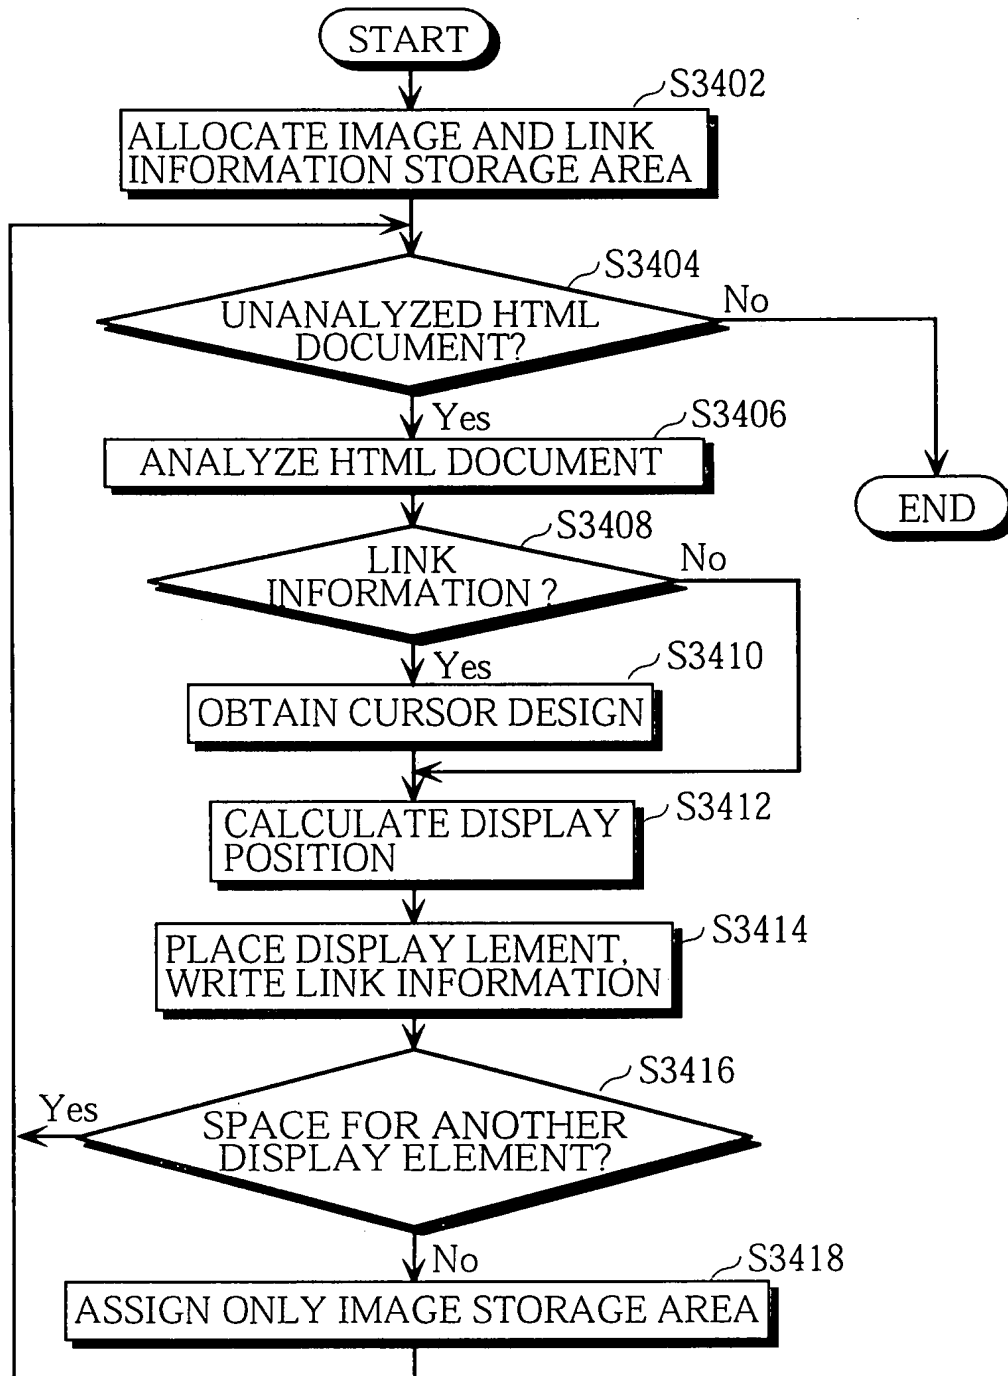 START
S3402
ALLOCATE IMAGE AND LINK
INFORMATION STORAGE AREA
S3404
UNANALYZED HTML
DOCUMENT?
No
Yes
S3406
ANALYZE HTML DOCUMENT
END
S3408
LINK
INFORMATION ?
No
Yes
S3410
OBTAIN CURSOR DESIGN
S3412
CALCULATE DISPLAY
POSITION
S3414
PLACE DISPLAY LEMENT,
WRITE LINK INFORMATION
S3416
Yes
SPACE FOR ANOTHER
DISPLAY ELEMENT?
No
S3418
ASSIGN ONLY IMAGE STORAGE AREA